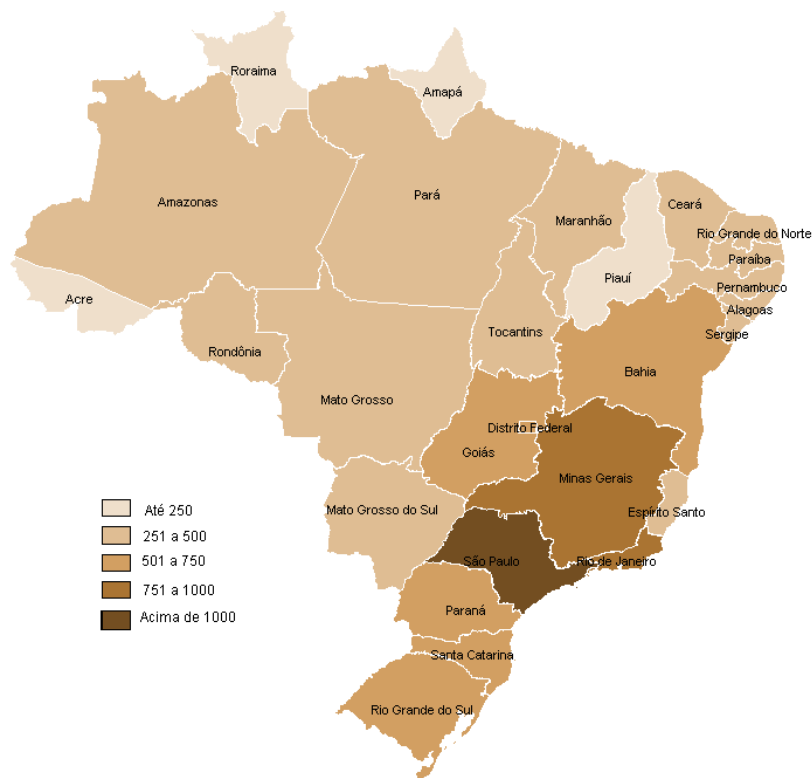 Roraima
Amapá
Amazonas
Pará
Maranhão
Ceará
Rio Grande do Norte
Paraíba
Piauí
Pernambuco
Acre
Alagoas
Tocantins
Sergipe
Rondônia
Bahia
Mato Grosso
Distrito Federal
Goiás
Minas Gerais
Mato Grosso do Sul
Espírito Santo
São Paulo
Rio de Janeiro
Paraná
Santa Catarina
Rio Grande do Sul
Até 250
251 a 500
501 a 750
751 a 1000
Acima de 1000